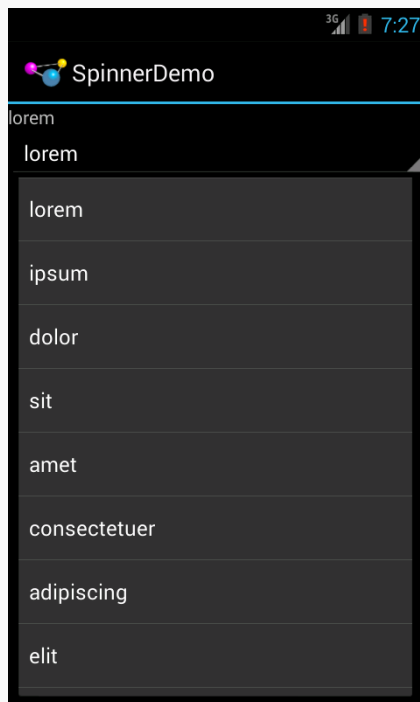 3G 7:27
SpinnerDemo
lorem
lorem
lorem
ipsum
dolor
sit
amet
consectetuer
adipiscing
elit